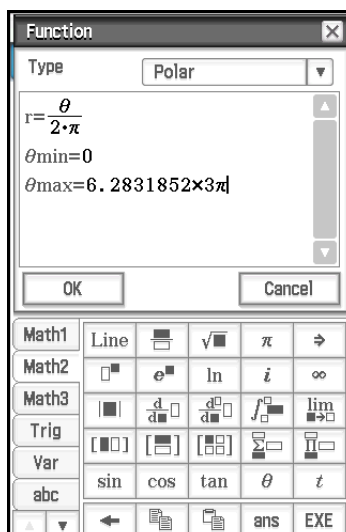 Function
Type Polar
r=θ/2·π
θmin=0
θmax=6.2831852×3π
OK Cancel
Math1 Line √■ π ⇒
Math2 □■ e■ ln i ∞
Math3 |■| d/d■□ d□/d■□□ ∫□□■ lim■→□
Trig [■□] [■□] [■□□□] Σ□ Π□
Var sin cos tan θ t
abc
ans EXE